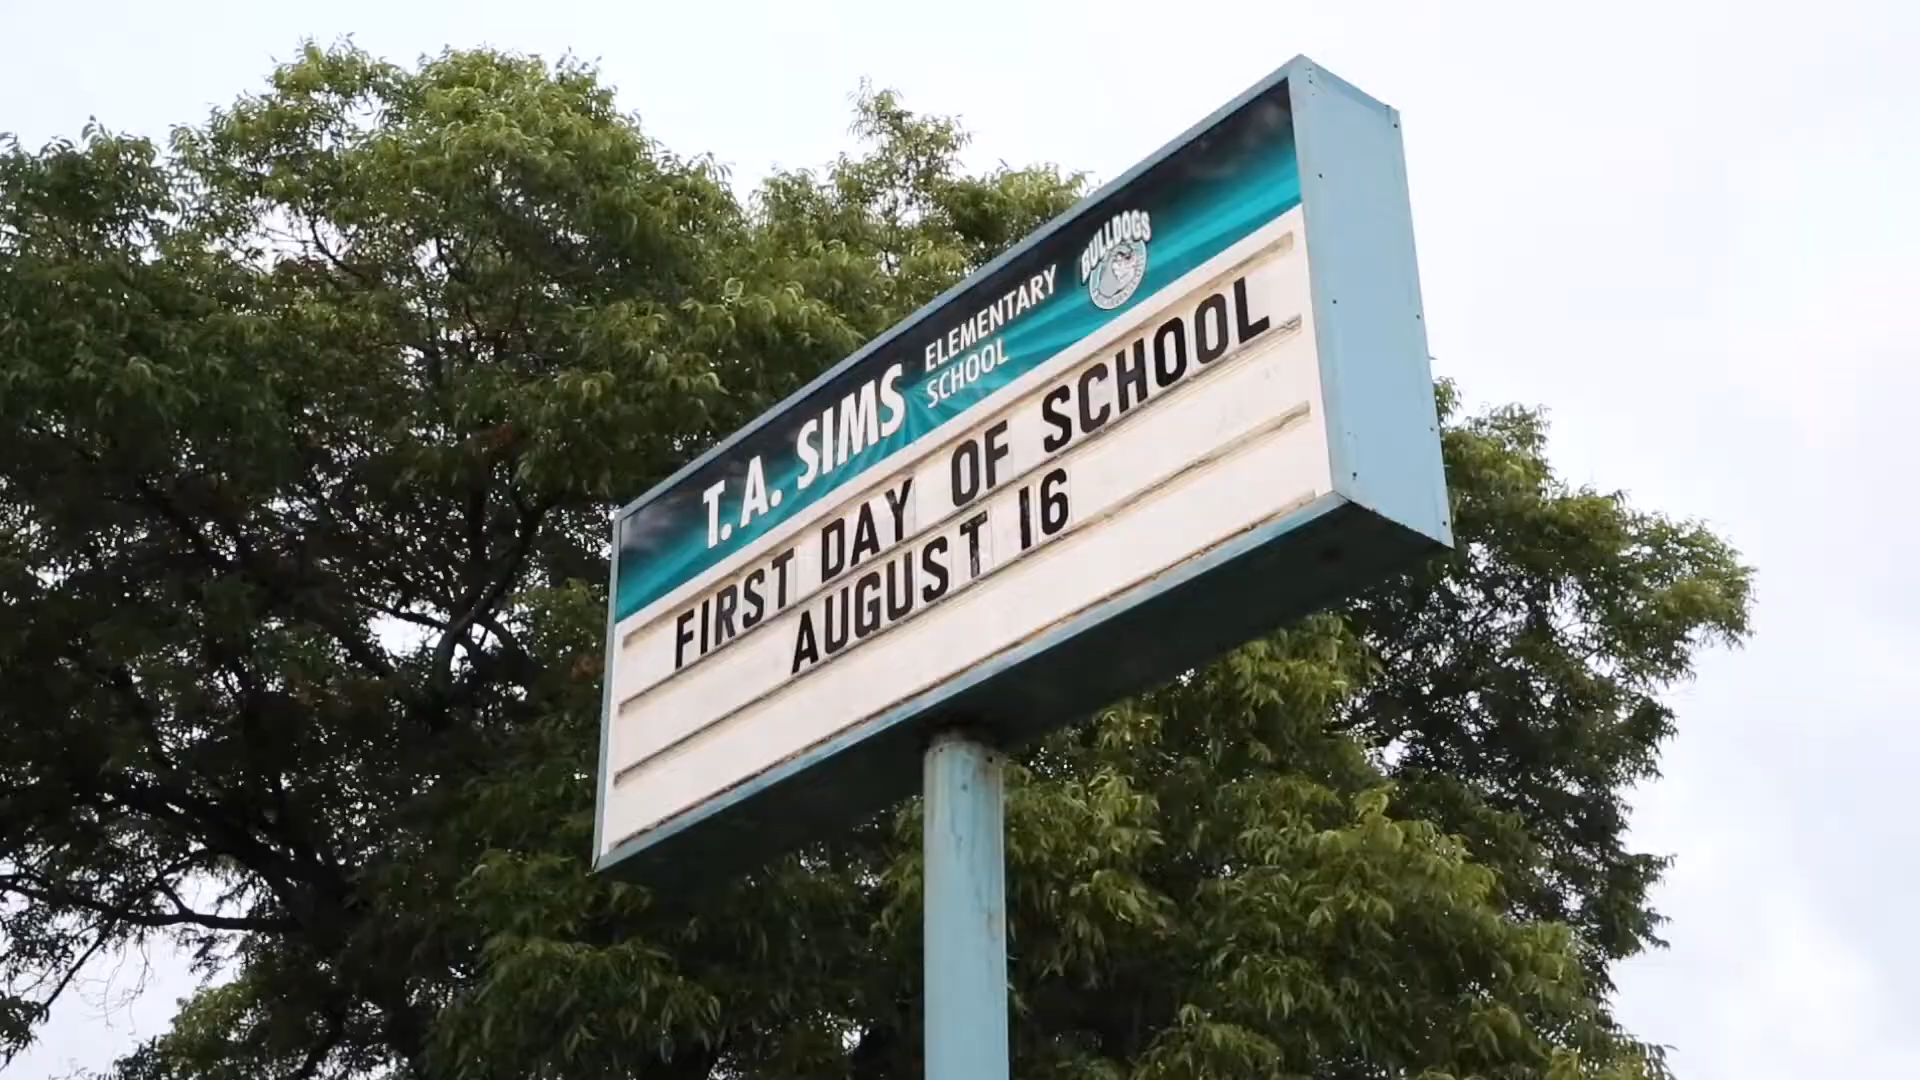 T. A. SIMS
ELEMENTARY
SCHOOL
BULLDOGS
FIRST DAY OF SCHOOL
AUGUST 16